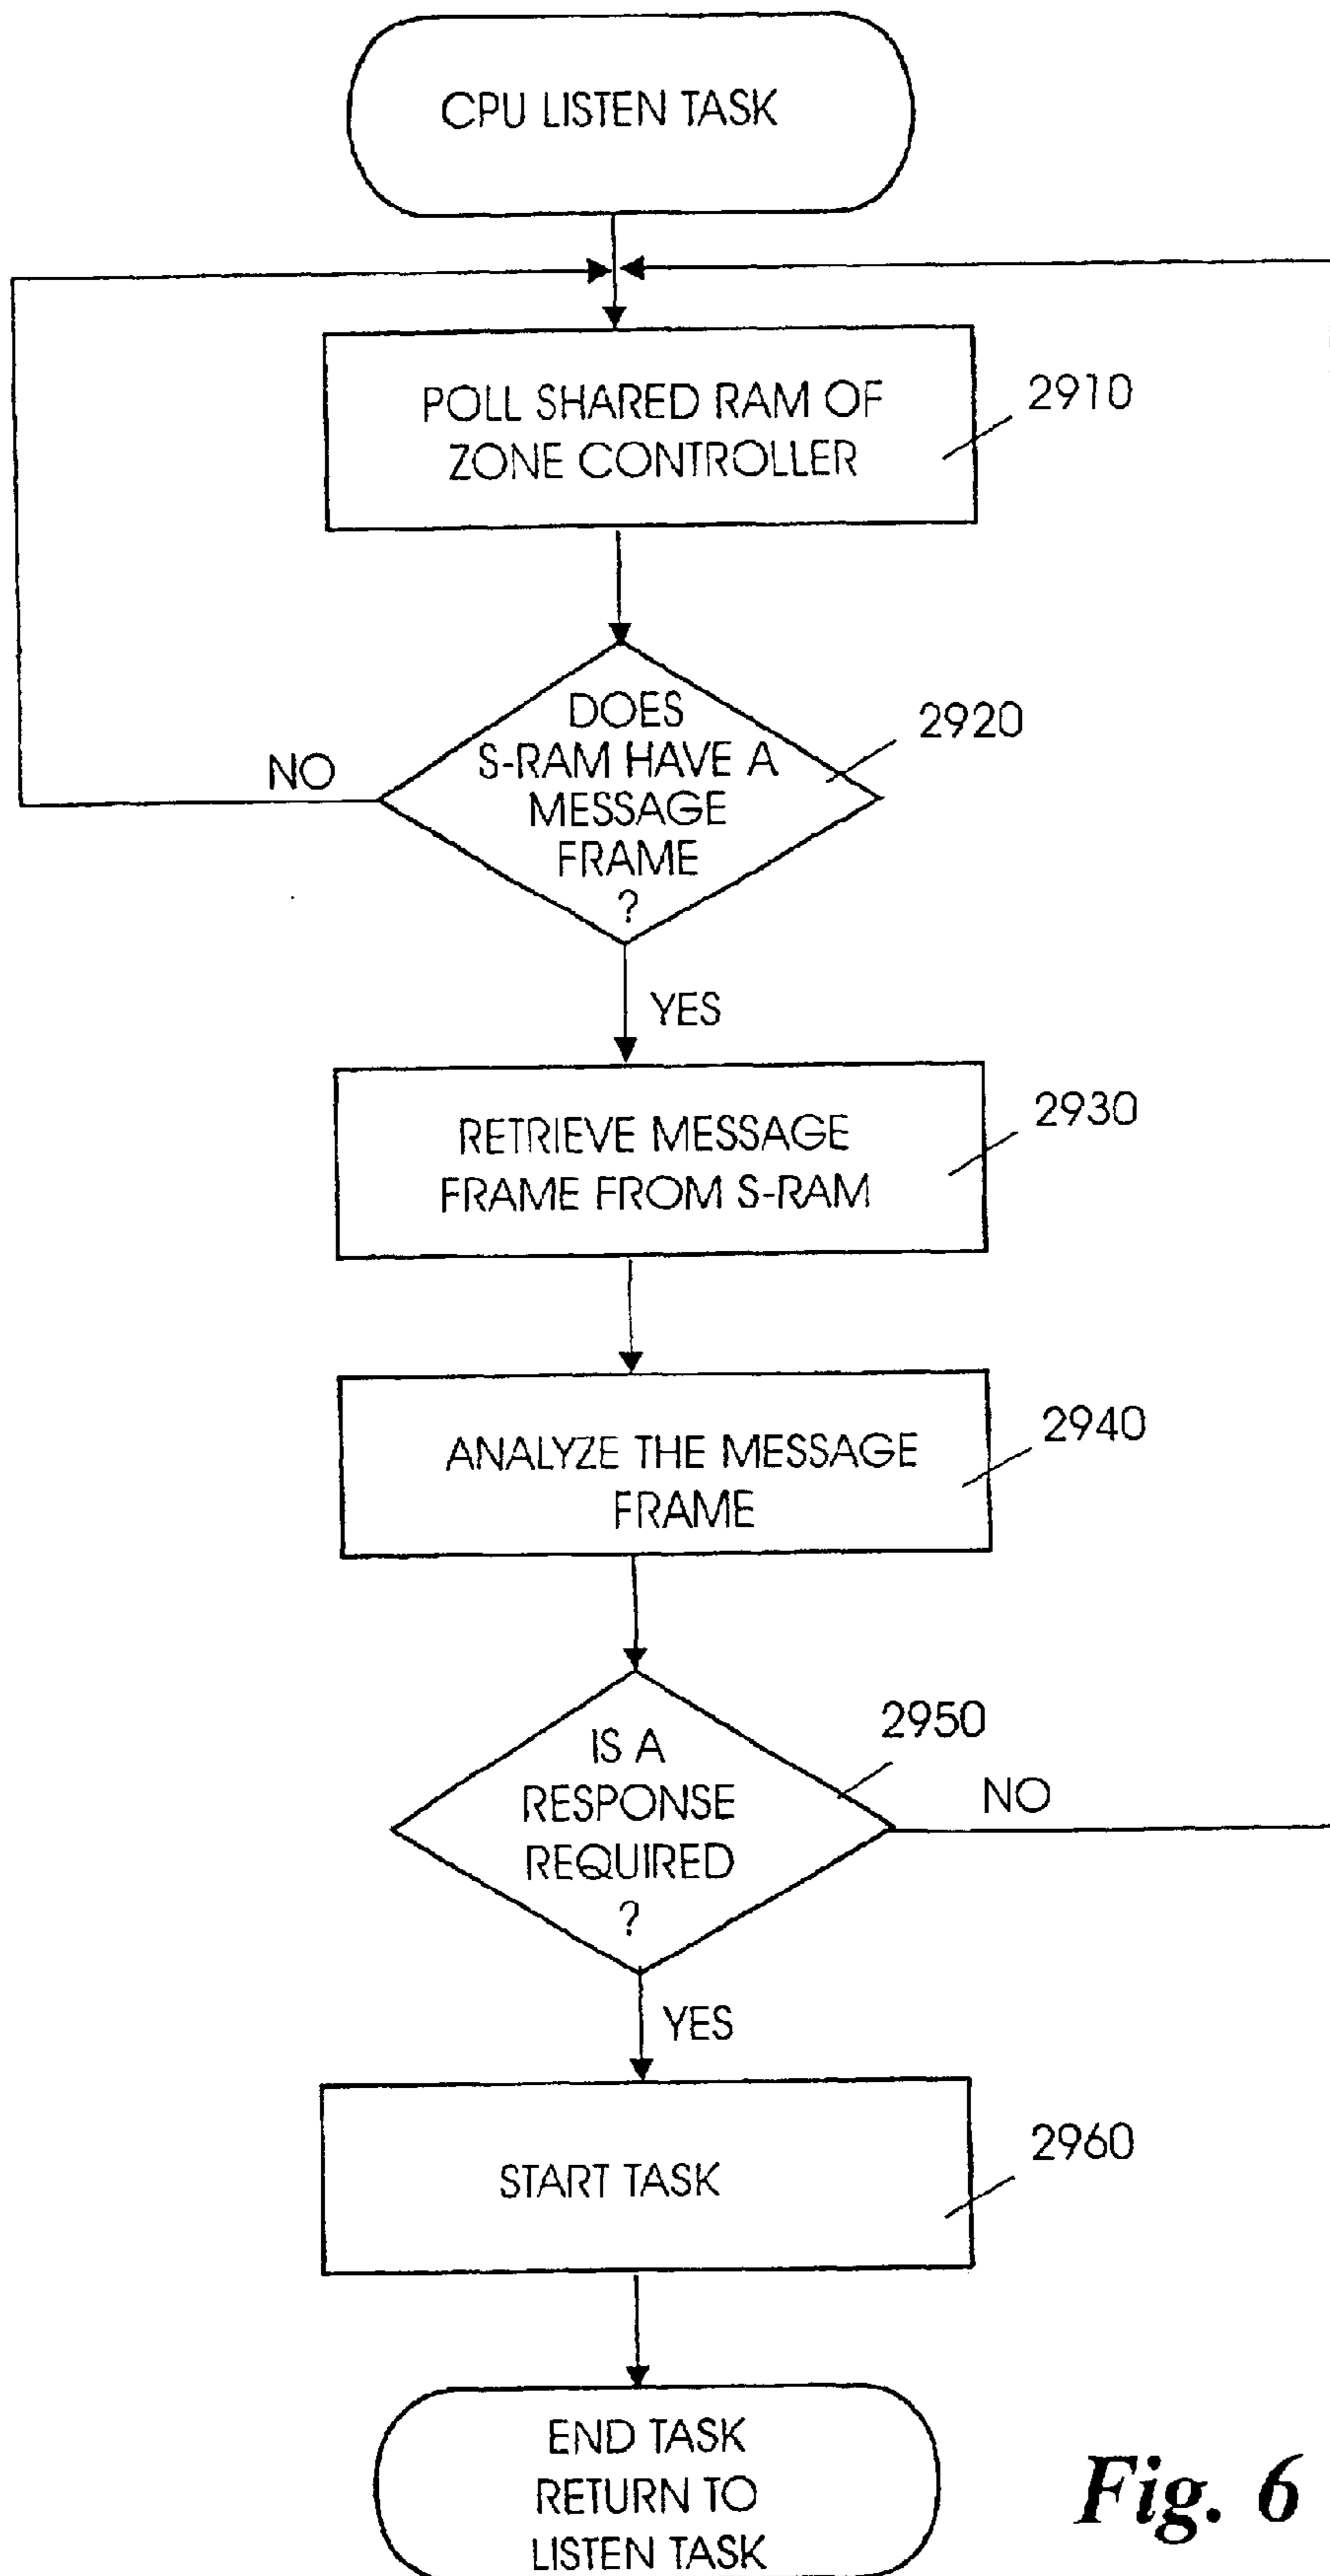 CPU LISTEN TASK
POLL SHARED RAM OF
ZONE CONTROLLER
2910
DOES
S-RAM HAVE A
MESSAGE
FRAME
?
2920
NO
YES
RETRIEVE MESSAGE
FRAME FROM S-RAM
2930
ANALYZE THE MESSAGE
FRAME
2940
IS A
RESPONSE
REQUIRED
?
2950
NO
YES
START TASK
2960
END TASK
RETURN TO
LISTEN TASK
Fig. 6